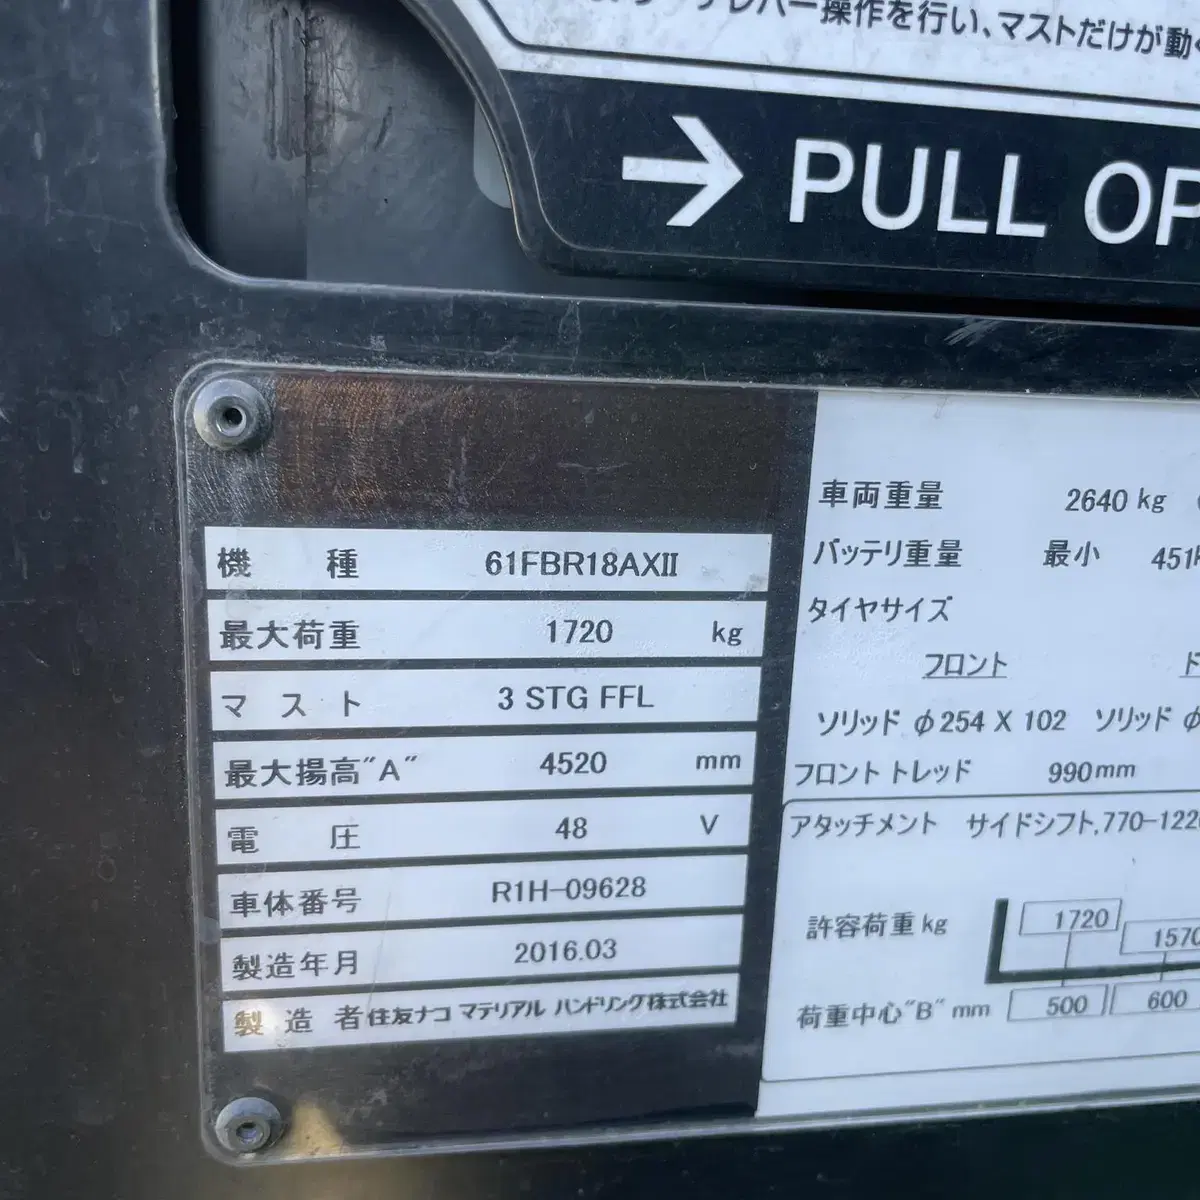 レバー操作を行い、マストだけが動く
→ PULL OP
機種 61FBR18AXII
最大荷重 1720 kg
マスト 3 STG FFL
最大揚高"A" 4520 mm
電圧 48 V
車体番号 R1H-09628
製造年月 2016.03
製造者 住友ナコ マテリアル ハンドリング株式会社
車両重量 2640 kg
バッテリ重量 最小 451k
タイヤサイズ
フロント ド
ソリッド φ254 X 102 ソリッド φ
フロント トレッド 990mm
アタッチメント サイドシフト,770-122
許容荷重 kg 1720 1570
荷重中心"B" mm 500 600